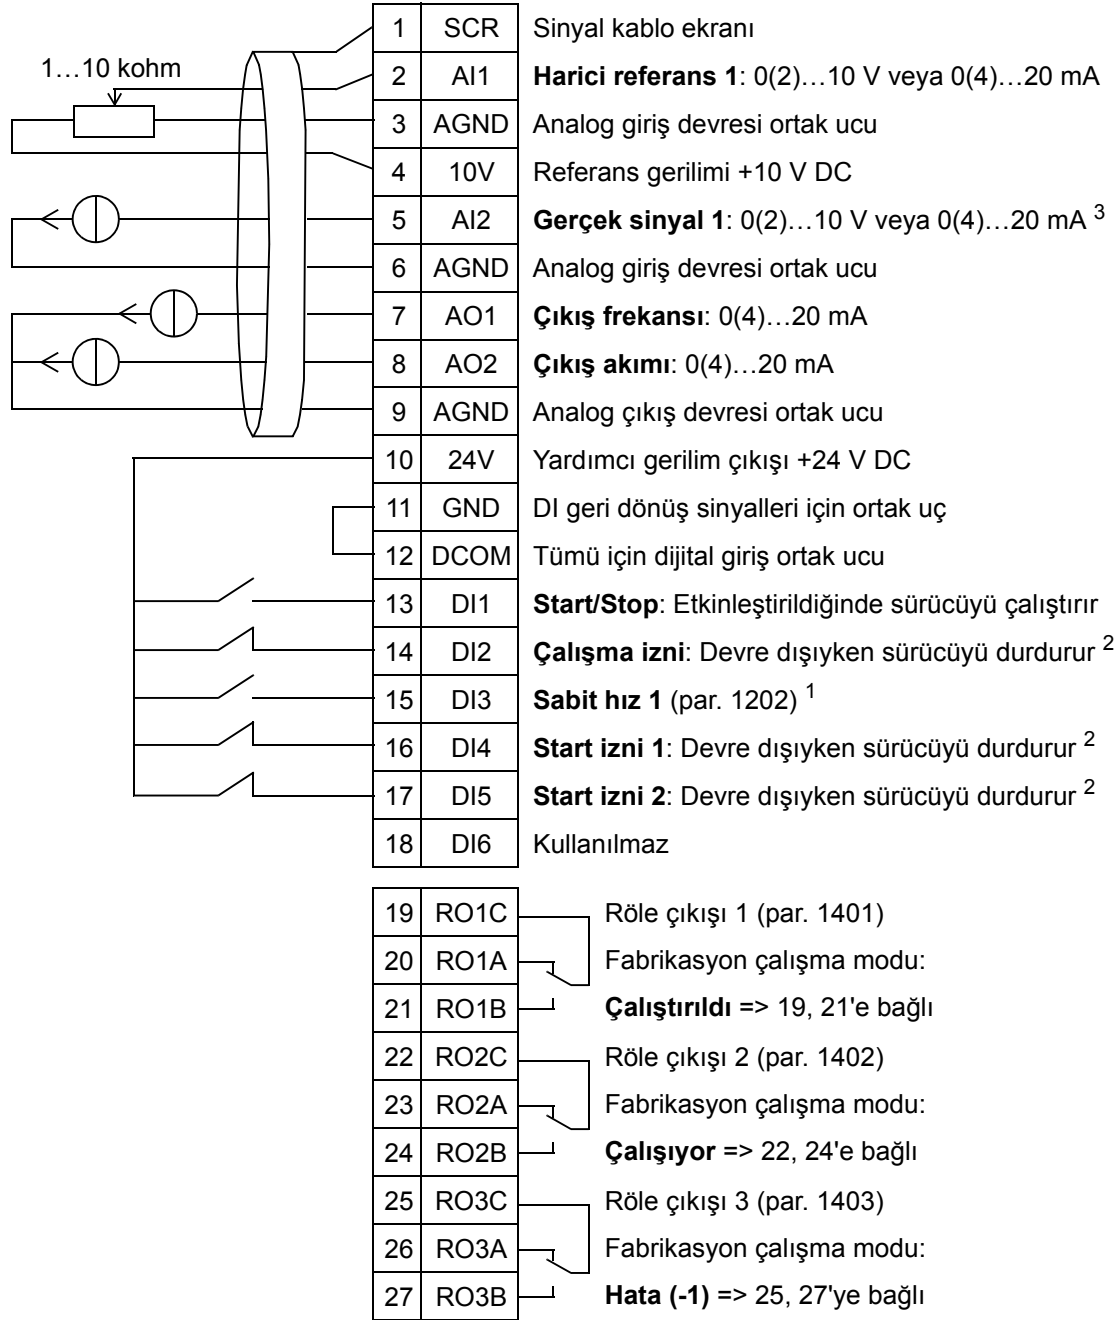 1…10 kohm
1 SCR Sinyal kablo ekranı
2 AI1 Harici referans 1: 0(2)…10 V veya 0(4)…20 mA
3 AGND Analog giriş devresi ortak ucu
4 10V Referans gerilimi +10 V DC
5 AI2 Gerçek sinyal 1: 0(2)…10 V veya 0(4)…20 mA 3
6 AGND Analog giriş devresi ortak ucu
7 AO1 Çıkış frekansı: 0(4)…20 mA
8 AO2 Çıkış akımı: 0(4)…20 mA
9 AGND Analog çıkış devresi ortak ucu
10 24V Yardımcı gerilim çıkışı +24 V DC
11 GND DI geri dönüş sinyalleri için ortak uç
12 DCOM Tümü için dijital giriş ortak ucu
13 DI1 Start/Stop: Etkinleştirildiğinde sürücüyü çalıştırır
14 DI2 Çalışma izni: Devre dışıyken sürücüyü durdurur 2
15 DI3 Sabit hız 1 (par. 1202) 1
16 DI4 Start izni 1: Devre dışıyken sürücüyü durdurur 2
17 DI5 Start izni 2: Devre dışıyken sürücüyü durdurur 2
18 DI6 Kullanılmaz
19 RO1C Röle çıkışı 1 (par. 1401)
20 RO1A Fabrikasyon çalışma modu:
21 RO1B Çalıştırıldı => 19, 21'e bağlı
22 RO2C Röle çıkışı 2 (par. 1402)
23 RO2A Fabrikasyon çalışma modu:
24 RO2B Çalışıyor => 22, 24'e bağlı
25 RO3C Röle çıkışı 3 (par. 1403)
26 RO3A Fabrikasyon çalışma modu:
27 RO3B Hata (-1) => 25, 27'ye bağlı